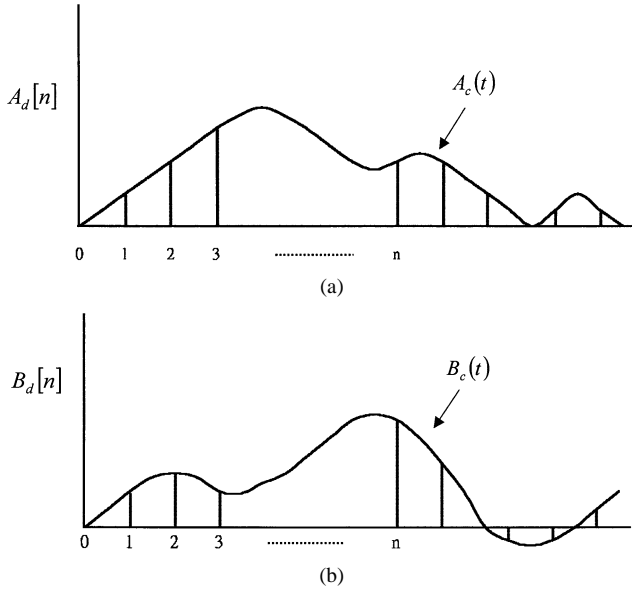 A_c(t)
A_d[n]
0 1 2 3 ................... n
(a)
B_c(t)
B_d[n]
0 1 2 3 .................. n
(b)